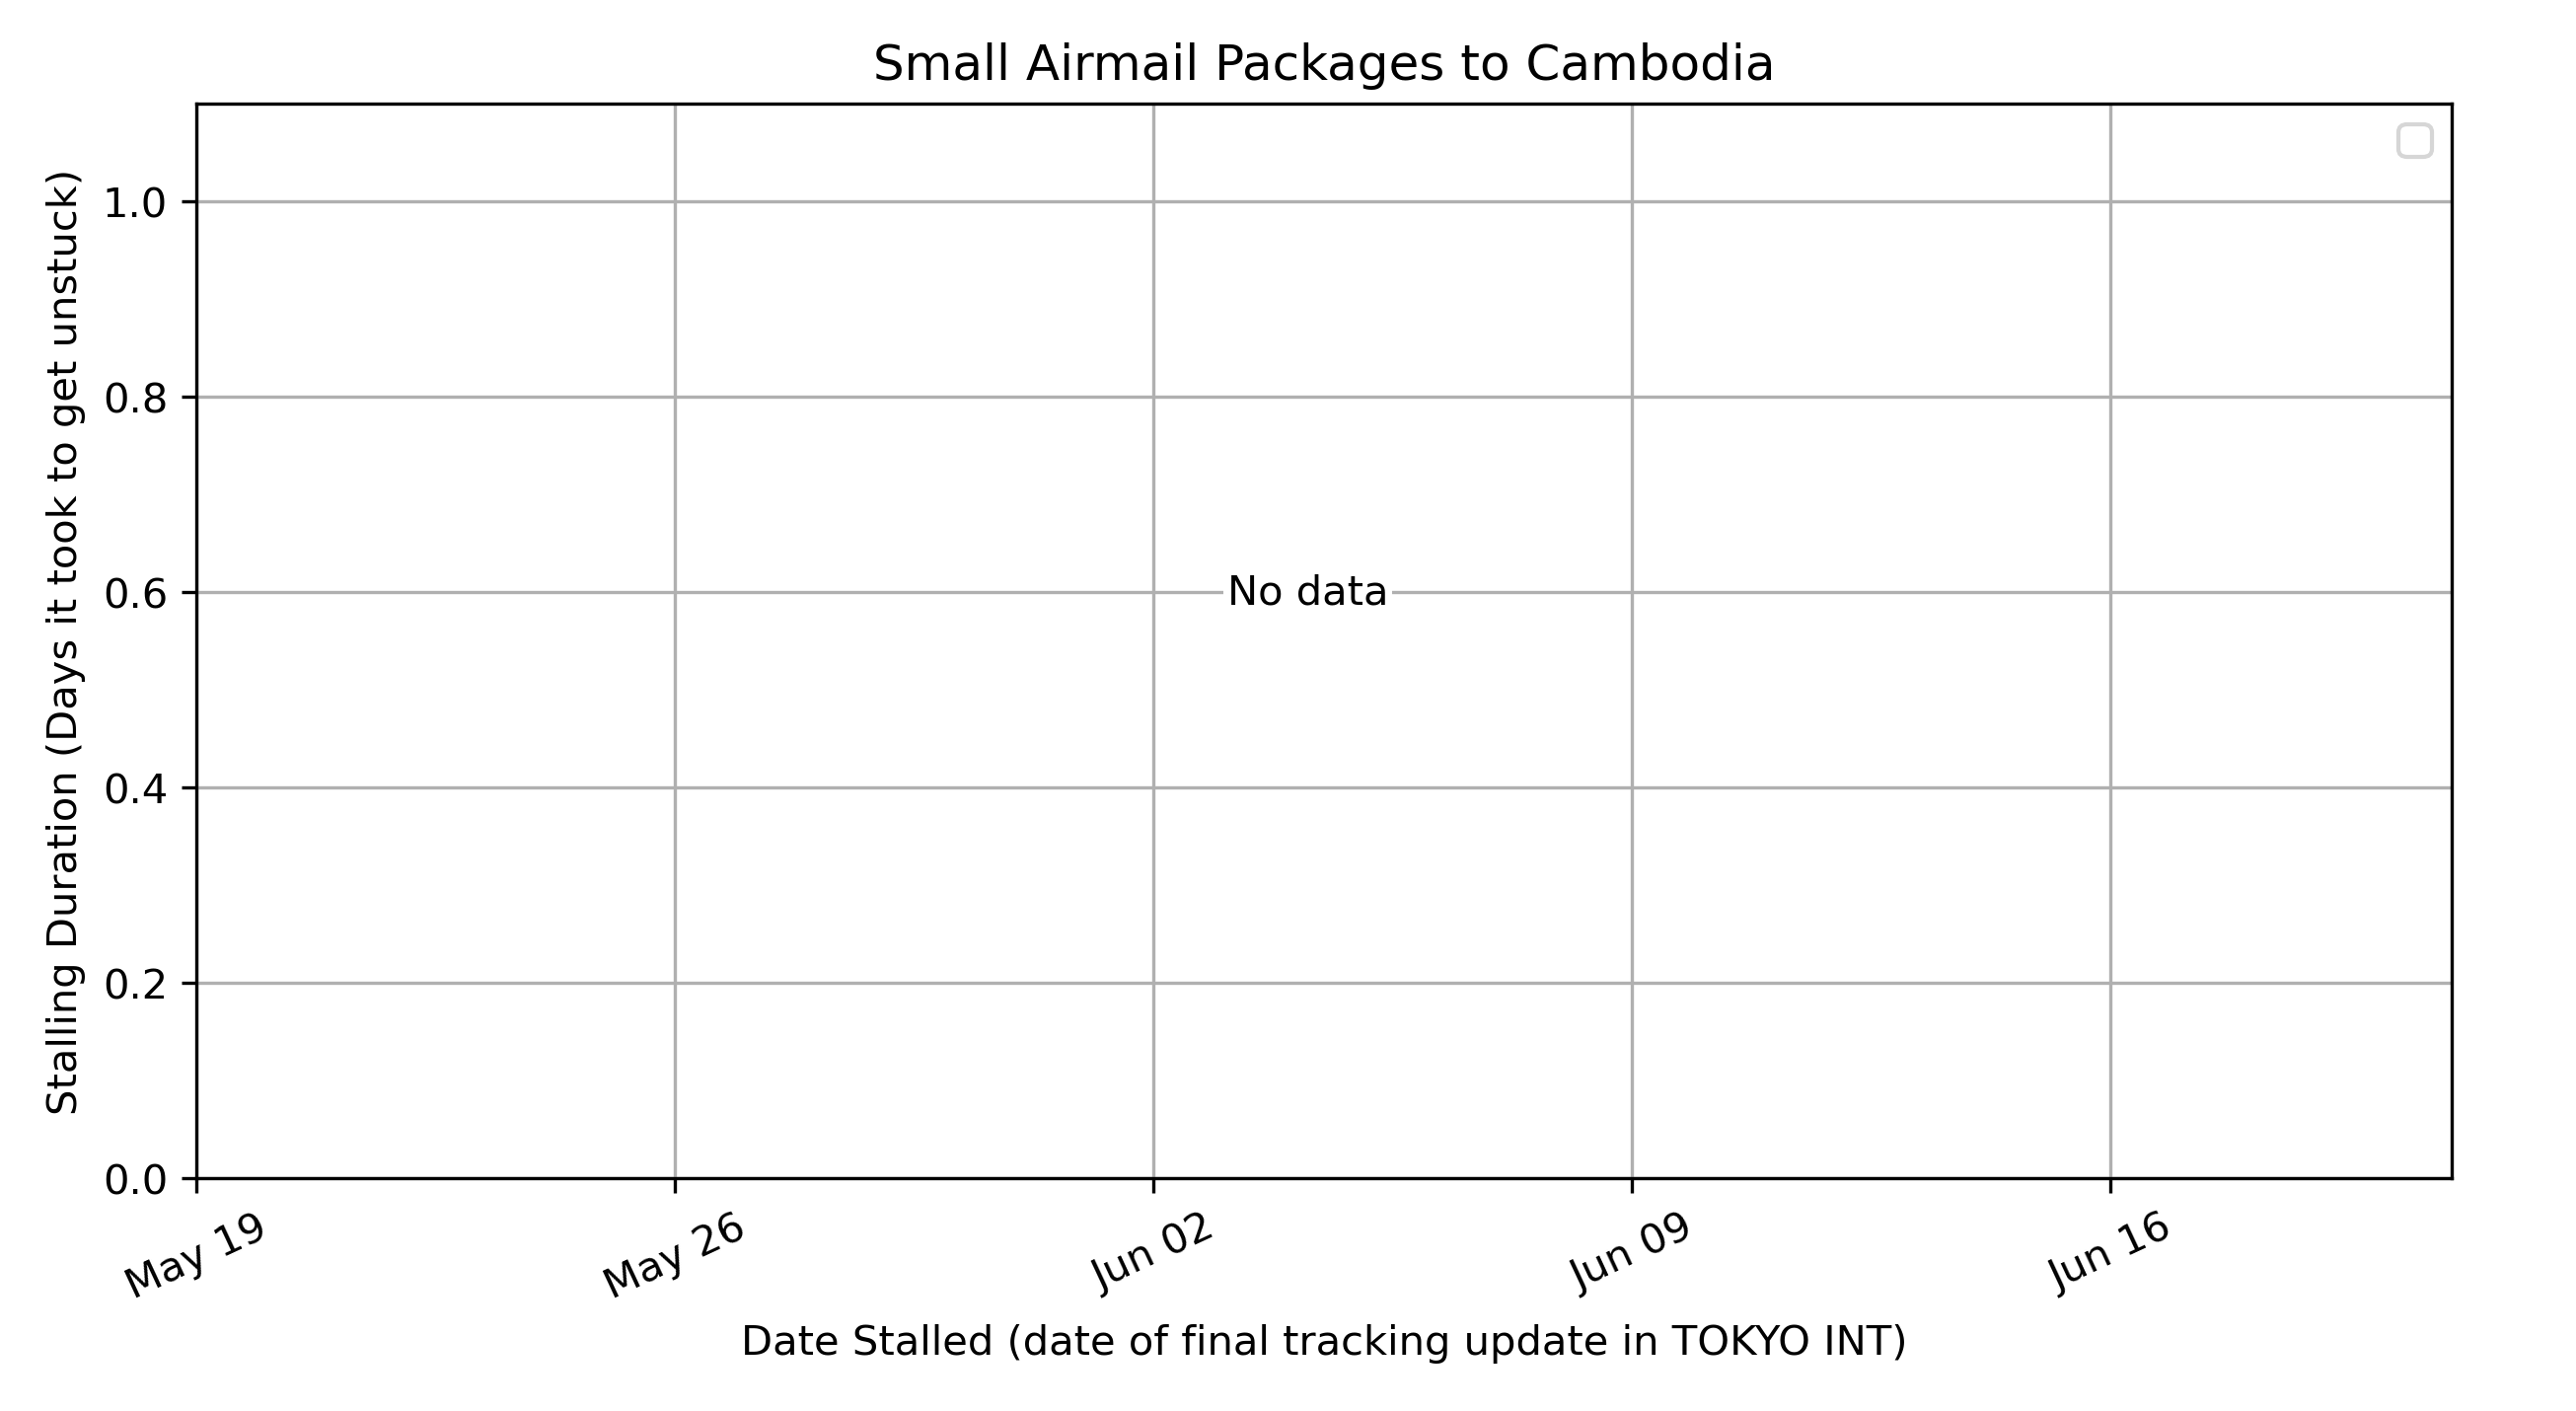 Small Airmail Packages to Cambodia
Stalling Duration (Days it took to get unstuck)
1.0
0.8
0.6
0.4
0.2
0.0
No data
May 19
May 26
Jun 02
Jun 09
Jun 16
Date Stalled (date of final tracking update in TOKYO INT)